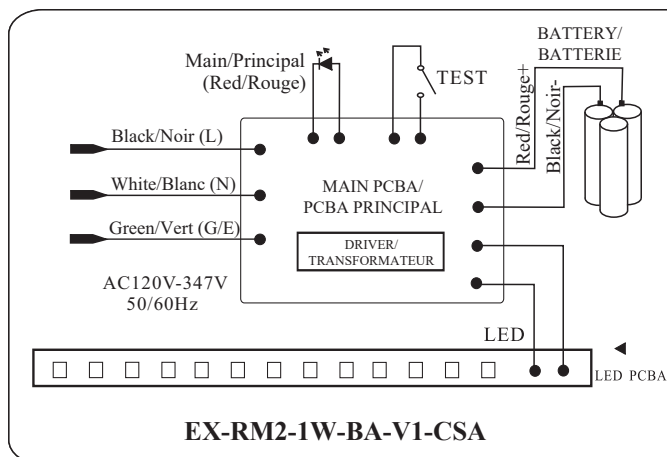 BATTERY/
BATTERIE
Main/Principal
(Red/Rouge)
TEST
Red/Rouge+
Black/Noir-
Black/Noir (L)
White/Blanc (N)
Green/Vert (G/E)
MAIN PCBA/
PCBA PRINCIPAL
DRIVER/
TRANSFORMATEUR
AC120V-347V
50/60Hz
LED
LED PCBA
EX-RM2-1W-BA-V1-CSA